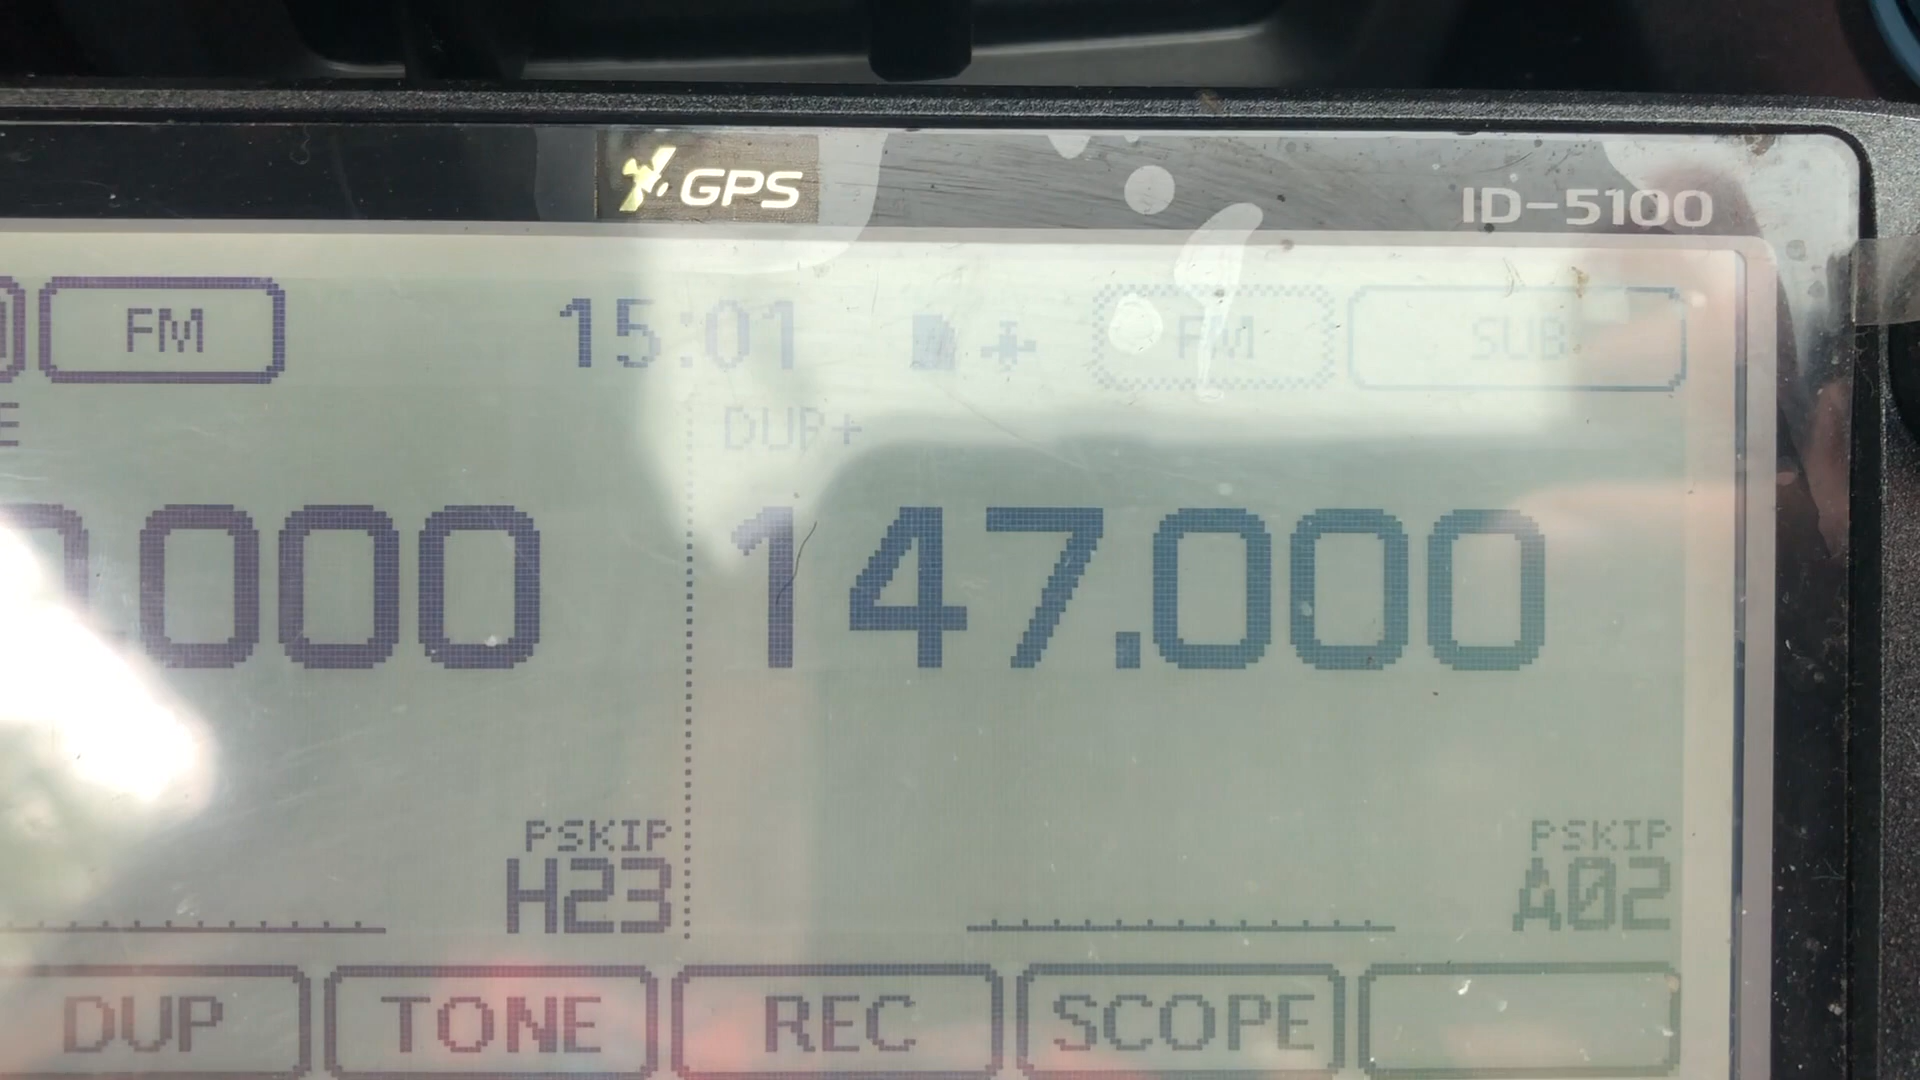 GPS
ID-5100
FM 15:01 FM SUB
DUP+
.000 147.000
PSKIP PSKIP
H23 A02
DUP TONE REC SCOPE